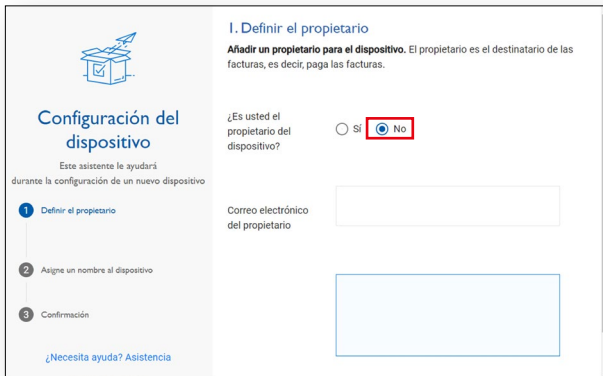 Configuración del
dispositivo
Este asistente le ayudará
durante la configuración de un nuevo dispositivo
1 Definir el propietario
2 Asigne un nombre al dispositivo
3 Confirmación
¿Necesita ayuda? Asistencia
1. Definir el propietario
Añadir un propietario para el dispositivo. El propietario es el destinatario de las
facturas, es decir, paga las facturas.
¿Es usted el
propietario del
dispositivo?
Sí No
Correo electrónico
del propietario